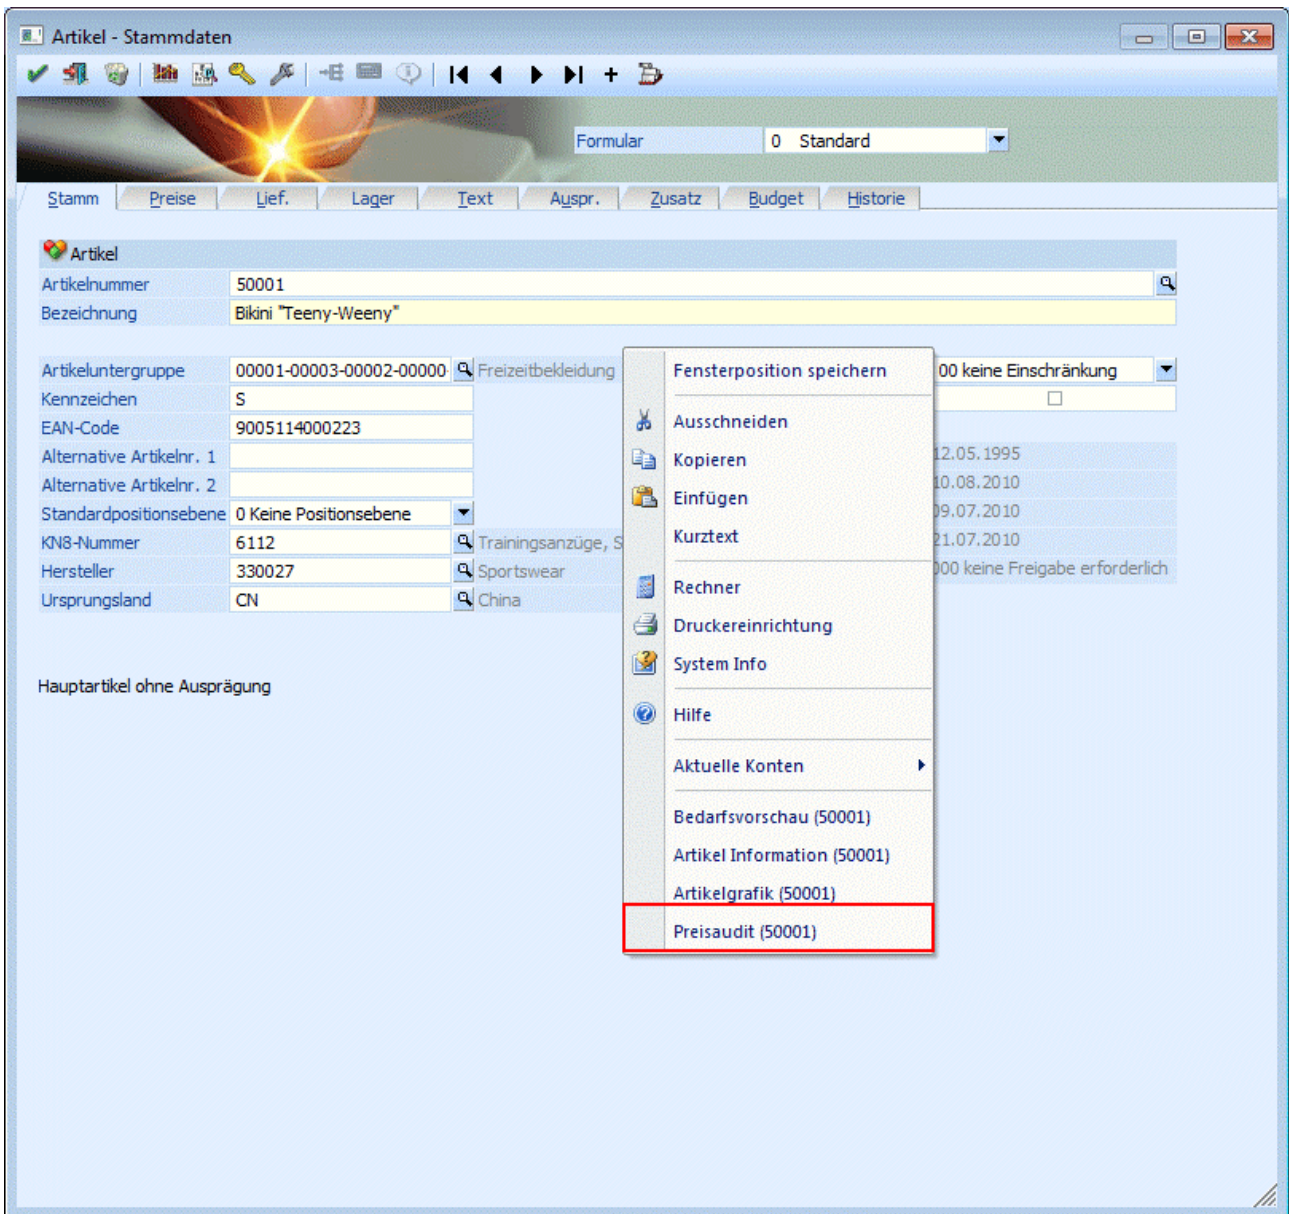 Artikel - Stammdaten
Formular 0 Standard
Stamm Preise Lief. Lager Text Auspr. Zusatz Budget Historie
Artikel
Artikelnummer 50001
Bezeichnung Bikini "Teeny-Weeny"
Artikeluntergruppe 00001-00003-00002-00000- Freizeitbekleidung 00 keine Einschränkung
Kennzeichen S
EAN-Code 9005114000223
Alternative Artikelnr. 1 12.05.1995
Alternative Artikelnr. 2 10.08.2010
Standardpositionsebene 0 Keine Positionsebene 09.07.2010
KN8-Nummer 6112 Trainingsanzüge, S 21.07.2010
Hersteller 330027 Sportswear 000 keine Freigabe erforderlich
Ursprungsland CN China
Hauptartikel ohne Ausprägung
Fensterposition speichern
Ausschneiden
Kopieren
Einfügen
Kurztext
Rechner
Druckereinrichtung
System Info
Hilfe
Aktuelle Konten
Bedarfsvorschau (50001)
Artikel Information (50001)
Artikelgrafik (50001)
Preisaudit (50001)